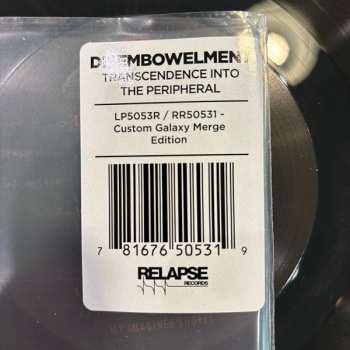 DISEMBOWELMENT
TRANSCENDENCE INTO
THE PERIPHERAL
LP5053R / RR50531 -
Custom Galaxy Merge
Edition
7 81676 50531 9
RELAPSE
RECORDS